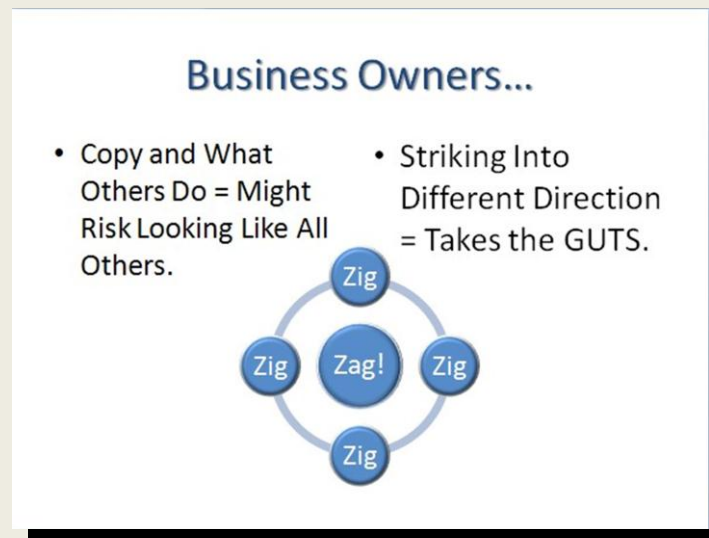 Business Owners...
• Copy and What
Others Do = Might
Risk Looking Like All
Others.
• Striking Into
Different Direction
= Takes the GUTS.
Zig
Zig
Zag!
Zig
Zig